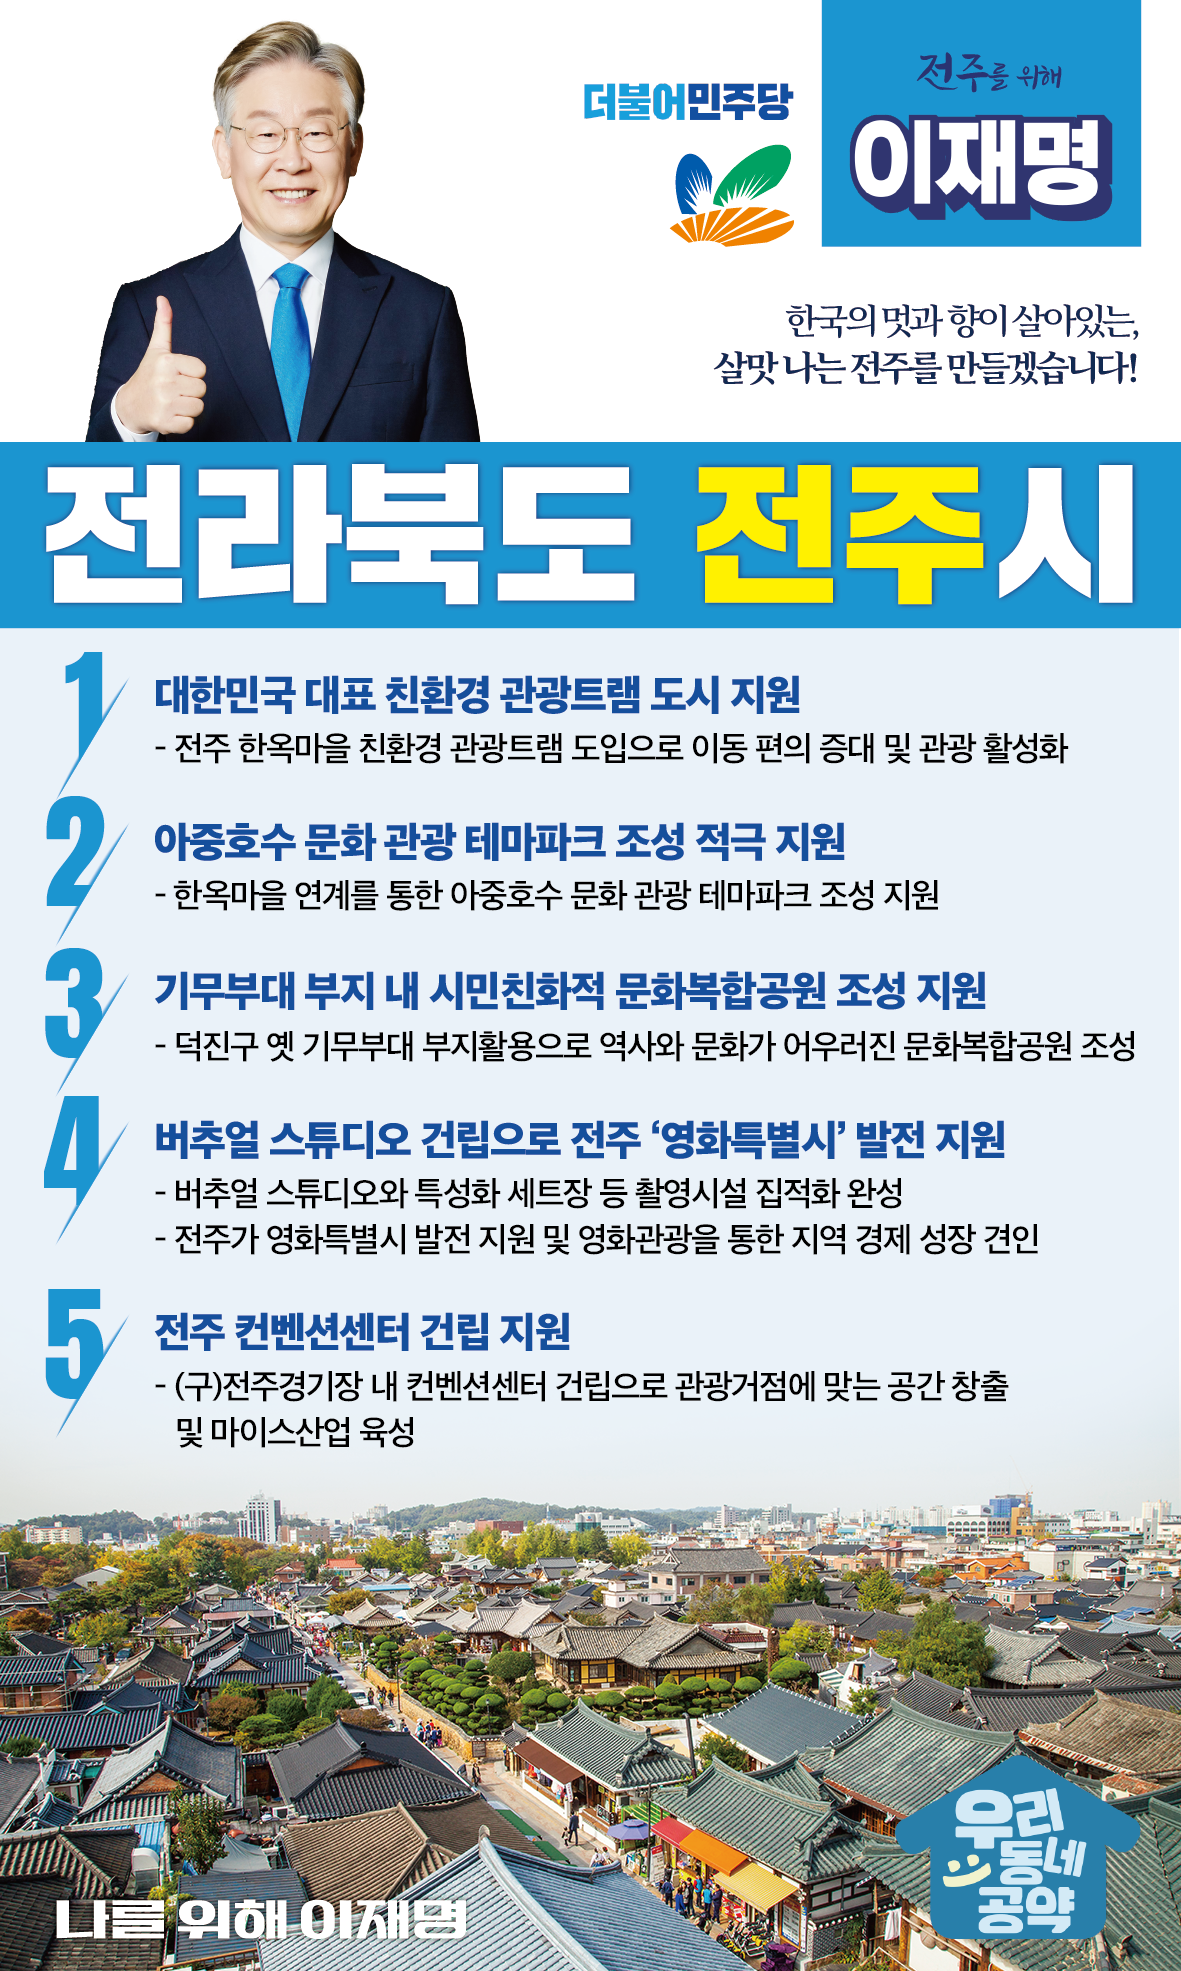 더불어민주당
전주를 위해
이재명
한국의 멋과 향이 살아있는,
살맛 나는 전주를 만들겠습니다!
전라북도 전주시
1
대한민국 대표 친환경 관광트램 도시 지원
- 전주 한옥마을 친환경 관광트램 도입으로 이동 편의 증대 및 관광 활성화
2
아중호수 문화 관광 테마파크 조성 적극 지원
- 한옥마을 연계를 통한 아중호수 문화 관광 테마파크 조성 지원
3
기무부대 부지 내 시민친화적 문화복합공원 조성 지원
- 덕진구 옛 기무부대 부지활용으로 역사와 문화가 어우러진 문화복합공원 조성
4
버추얼 스튜디오 건립으로 전주 ‘영화특별시’ 발전 지원
- 버추얼 스튜디오와 특성화 세트장 등 촬영시설 집적화 완성
- 전주가 영화특별시 발전 지원 및 영화관광을 통한 지역 경제 성장 견인
5
전주 컨벤션센터 건립 지원
- (구)전주경기장 내 컨벤션센터 건립으로 관광거점에 맞는 공간 창출
및 마이스산업 육성
나를 위해 이재명
우리
동네
공약